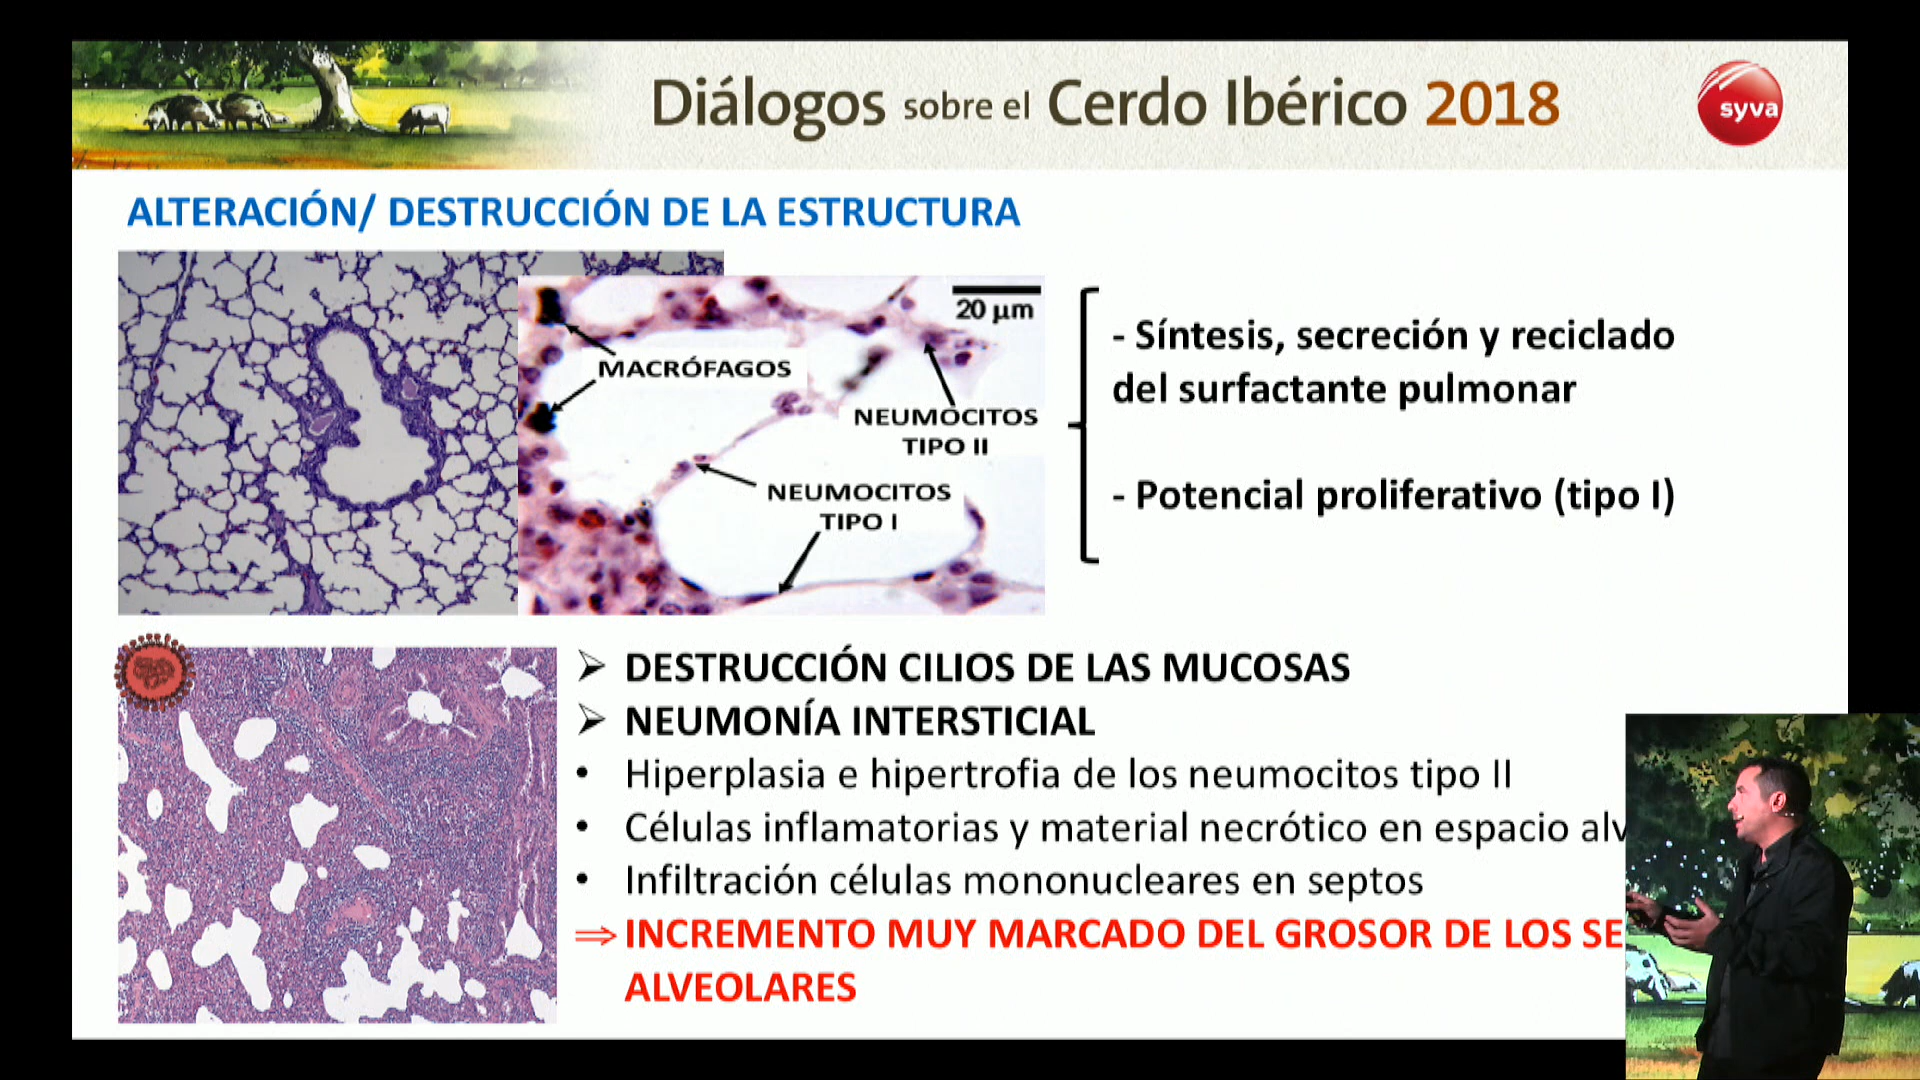 Diálogos sobre el Cerdo Ibérico 2018
syva
ALTERACIÓN/ DESTRUCCIÓN DE LA ESTRUCTURA
20 µm
MACRÓFAGOS
NEUMOCITOS
TIPO II
NEUMOCITOS
TIPO I
- Síntesis, secreción y reciclado
del surfactante pulmonar
- Potencial proliferativo (tipo I)
➢ DESTRUCCIÓN CILIOS DE LAS MUCOSAS
➢ NEUMONÍA INTERSTICIAL
• Hiperplasia e hipertrofia de los neumocitos tipo II
• Células inflamatorias y material necrótico en espacio
• Infiltración células mononucleares en septos
⇒ INCREMENTO MUY MARCADO DEL GROSOR DE LOS
ALVEOLARES